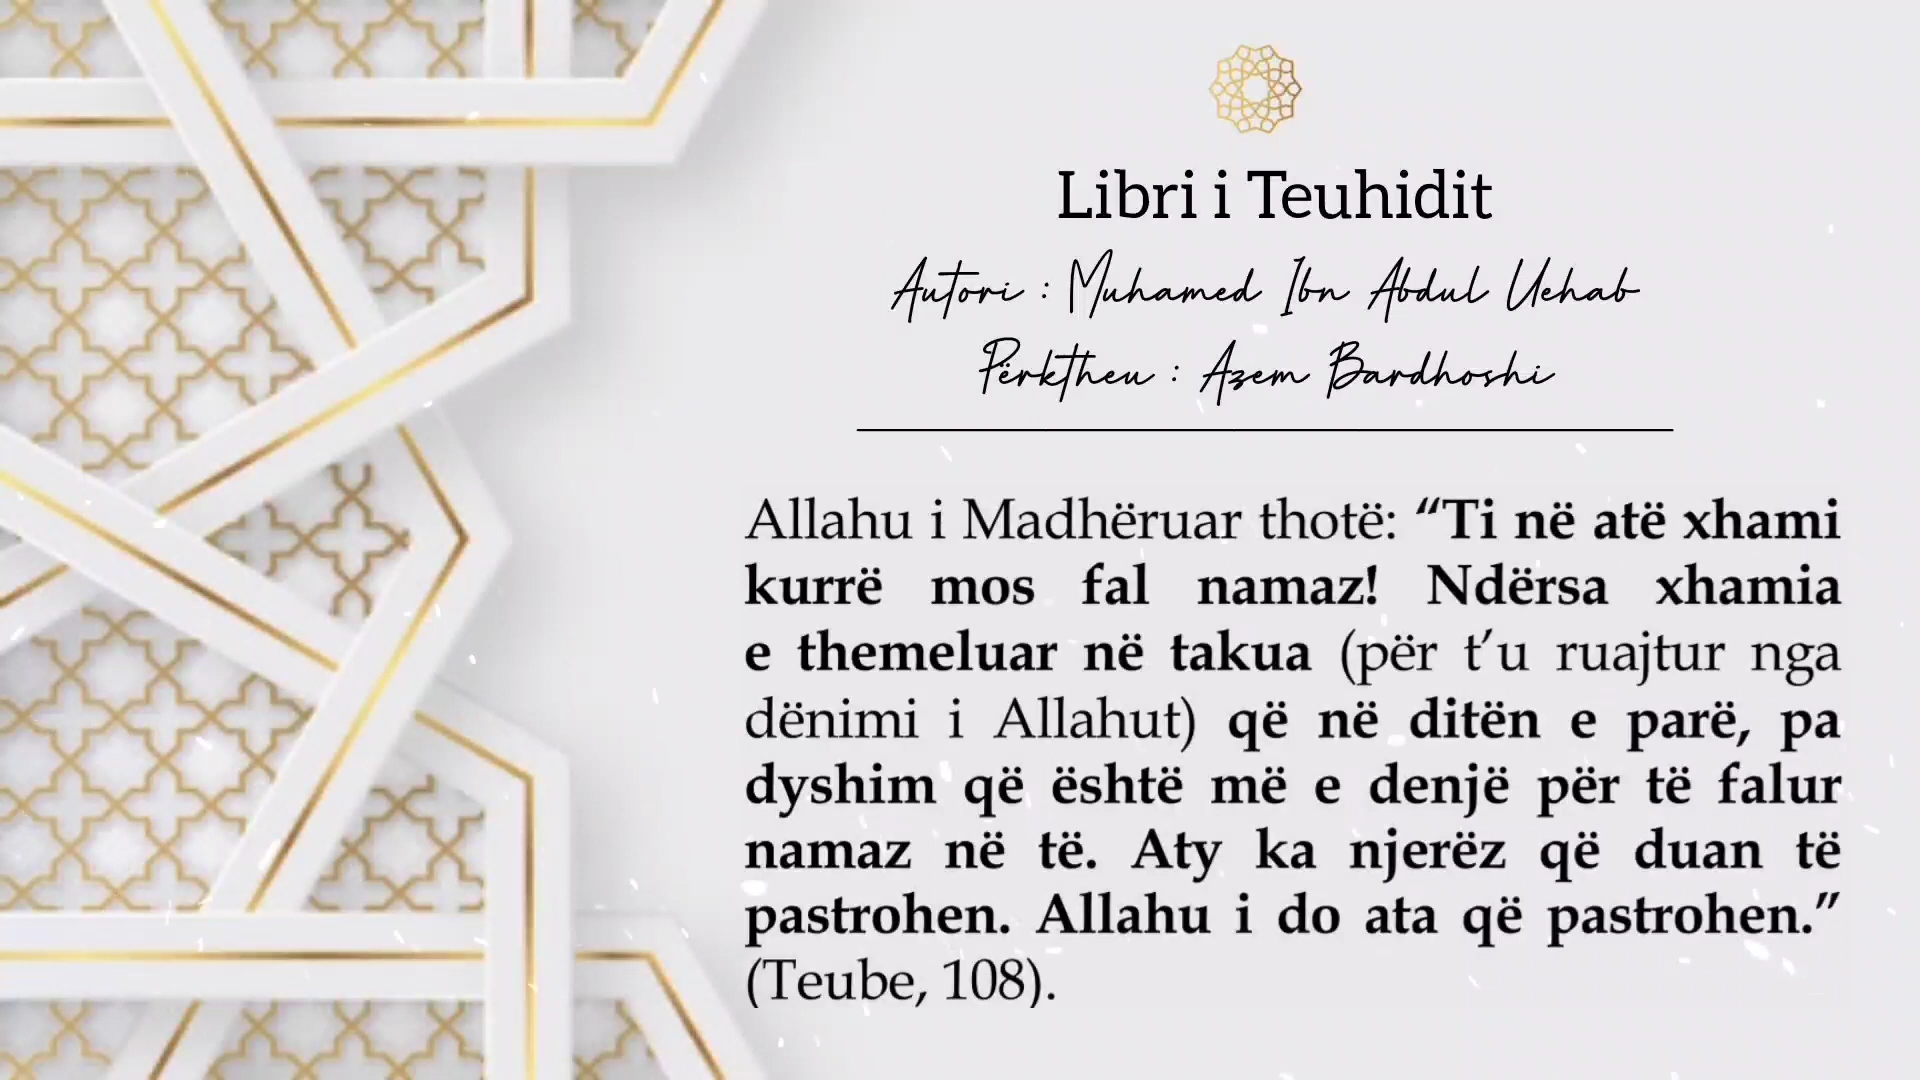 Libri i Teuhidit
Autori : Muhamed Ibn Abdul Uehab
Përktheu : Azem Bardhoshi
Allahu i Madhëruar thotë: “Ti në atë xhami
kurrë mos fal namaz! Ndërsa xhamia
e themeluar në takua (për t’u ruajtur nga
dënimi i Allahut) që në ditën e parë, pa
dyshim që është më e denjë për të falur
namaz në të. Aty ka njerëz që duan të
pastrohen. Allahu i do ata që pastrohen.”
(Teube, 108).